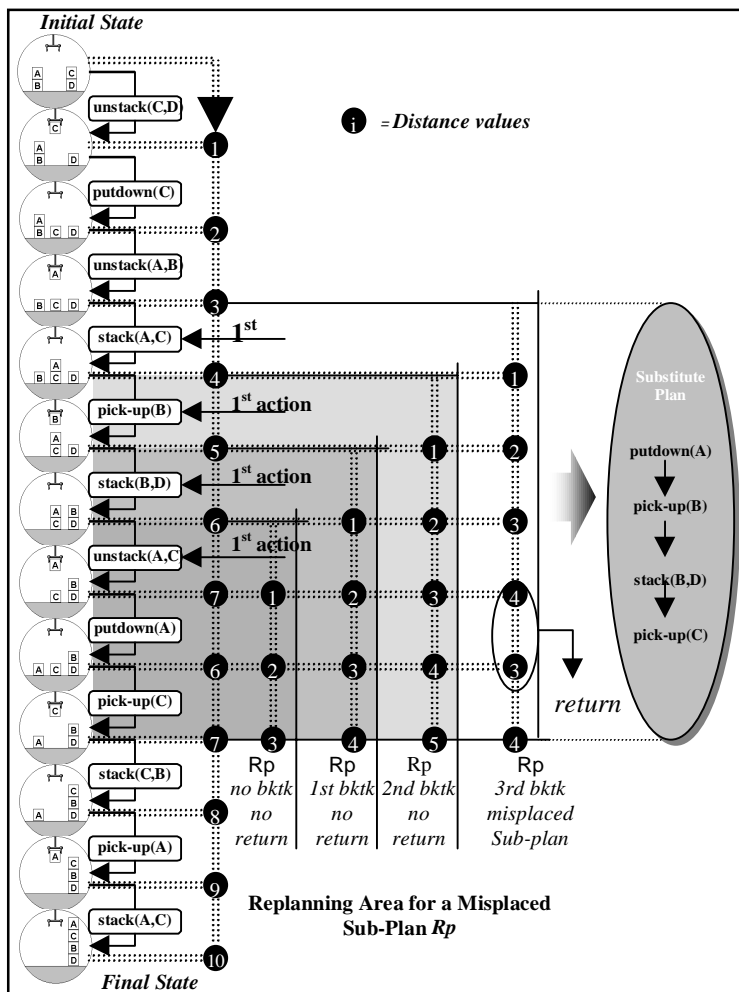 Initial State
A C
B D
unstack(C,D)
C
A
B D
i = Distance values
1
putdown(C)
A
B C D
2
unstack(A,B)
A
B C D
3
stack(A,C)
1st
A
B C D
4
1
Substitute
Plan
pick-up(B)
1st action
B
A
C D
5
1
2
putdown(A)
stack(B,D)
1st action
A B
C D
6
1
2
3
pick-up(B)
unstack(A,C
1st action
A
B
C D
7
1
2
3
4
stack(B,D)
putdown(A)
pick-up(C)
B
A C D
6
2
3
4
3
return
pick-up(C)
C
B
A D
7
3
4
5
4
Rp
no bktk
no
return
Rp
1st bktk
no
return
Rp
2nd bktk
no
return
Rp
3rd bktk
misplaced
Sub-plan
stack(C,B)
C
B
A D
8
pick-up(A)
A
C
B
D
9
Replanning Area for a Misplaced
Sub-Plan Rp
stack(A,C)
A
C
B
D
10
Final State